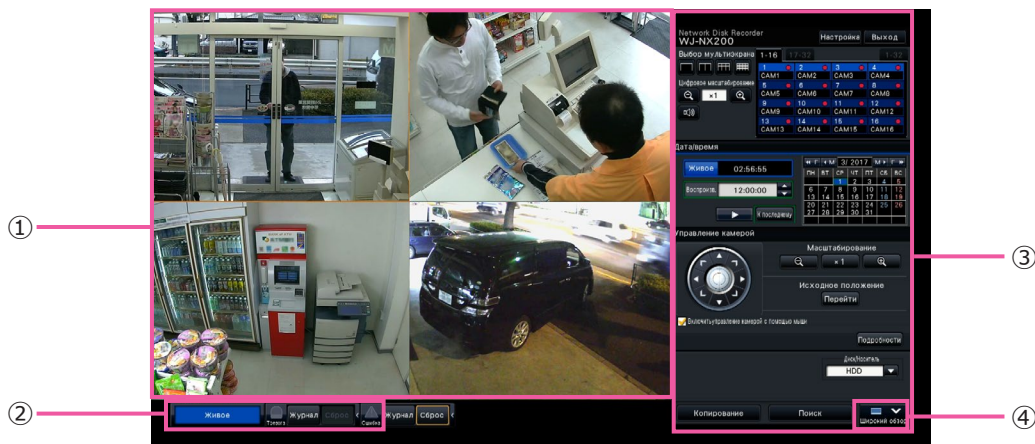 Network Disk Recorder
WJ-NX200
Настройка Выход
Выбор мультиэкрана 1-16 17-32 1-32
1 2 3 4
CAM1 CAM2 CAM3 CAM4
Цифровое масштабирование
×1
5 6 7 8
CAM5 CAM6 CAM7 CAM8
9 10 11 12
CAM9 CAM10 CAM11 CAM12
13 14 15 16
CAM13 CAM14 CAM15 CAM16
Дата/время
Живое 02:56:55
Воспроизв. 12:00:00
К последнему
Г М 3/ 2017 М Г
ПН ВТ СР ЧТ ПТ СБ ВС
1 2 3 4 5
6 7 8 9 10 11 12
13 14 15 16 17 18 19
20 21 22 23 24 25 26
27 28 29 30 31
①
③
Управление камерой
Масштабирование
×1
Исходное положение
Перейти
Включить управление камерой с помощью мыши
Подробности
Диск/Носитель
HDD
②
Живое Тревога Журнал Сброс Ошибка Журнал Сброс
Копирование Поиск Широкий обзор
④